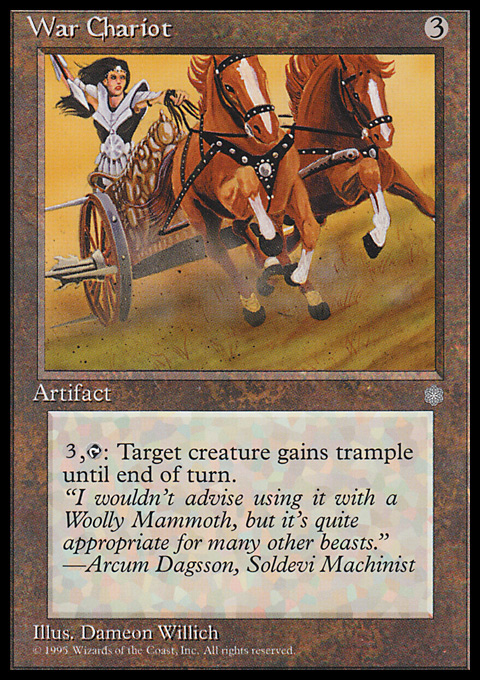 War Chariot 3
Artifact
3, : Target creature gains trample
until end of turn.
“I wouldn’t advise using it with a
Woolly Mammoth, but it’s quite
appropriate for many other beasts.”
—Arcum Dagsson, Soldevi Machinist
Illus. Dameon Willich
© 1995 Wizards of the Coast, Inc. All rights reserved.